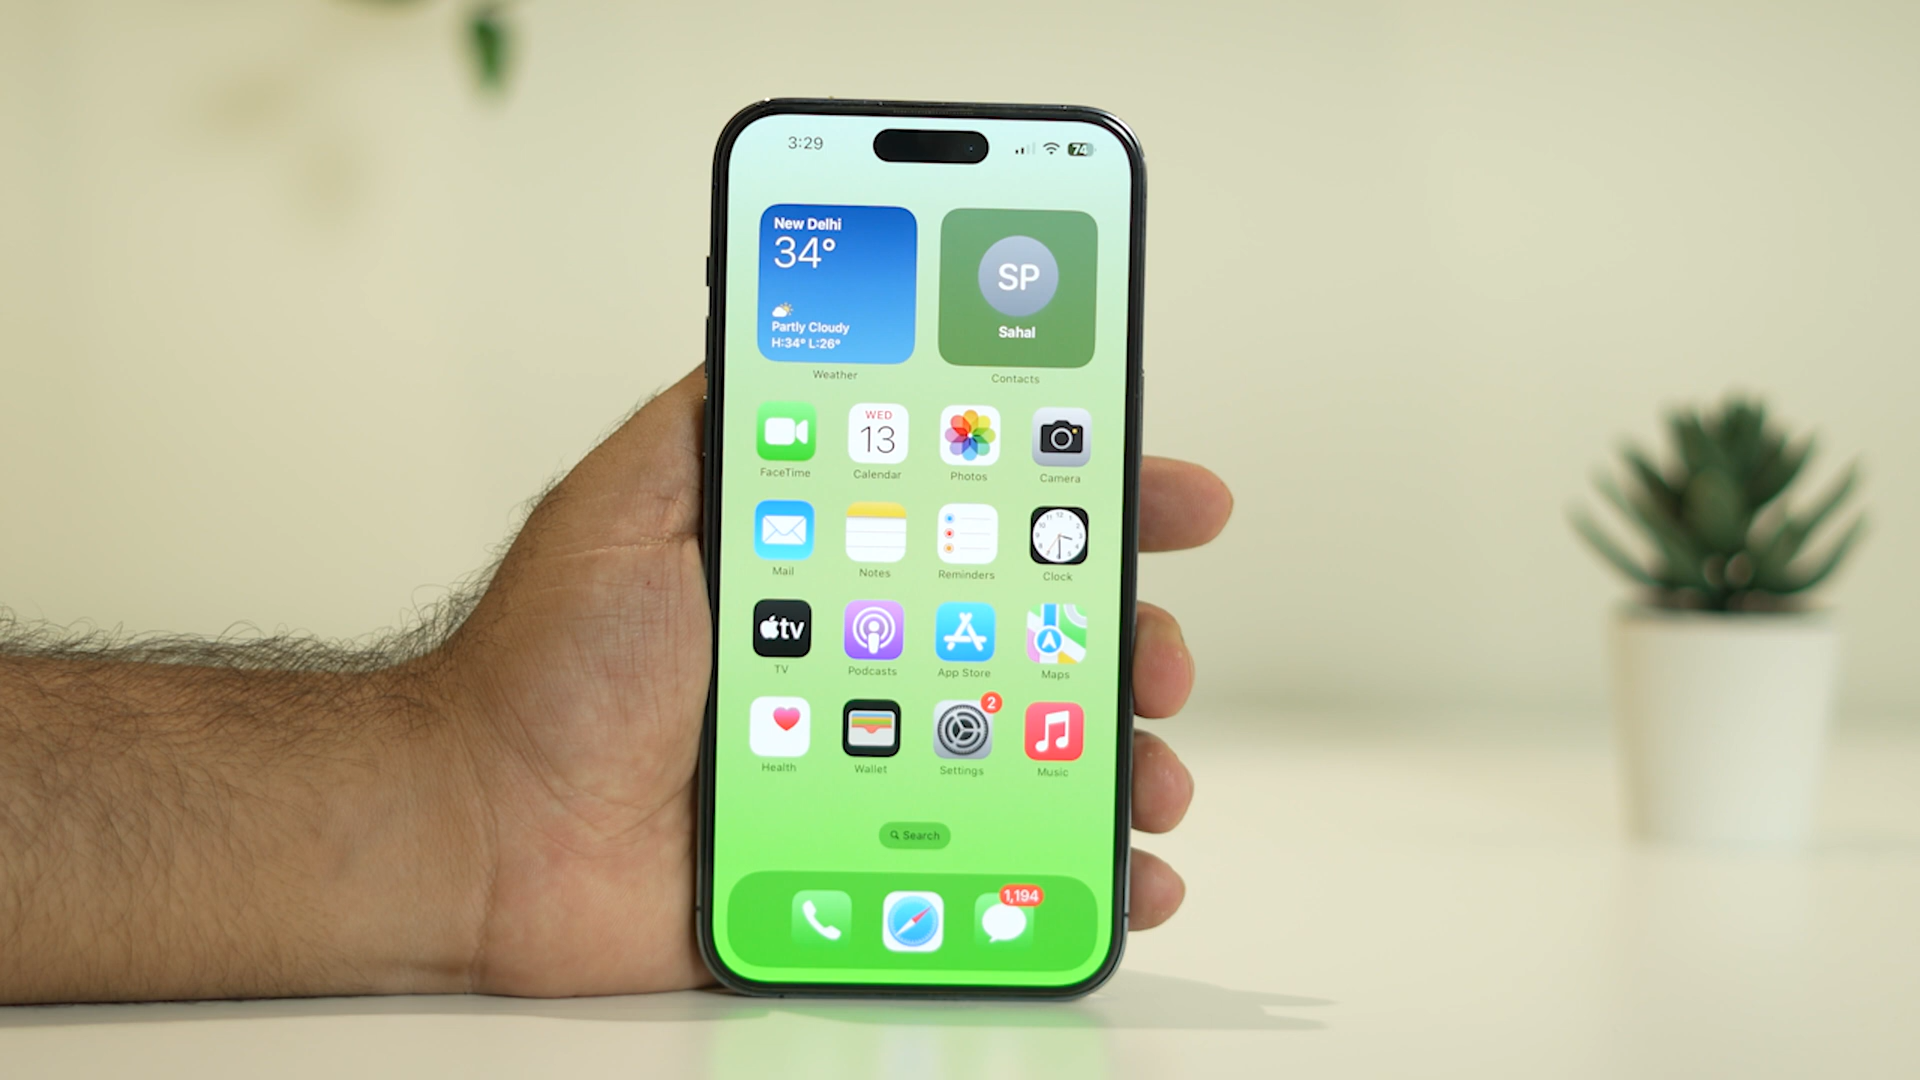 3:29
74
New Delhi
34°
Partly Cloudy
H:34° L:26°
Weather
SP
Sahal
Contacts
FaceTime
WED
13
Calendar
Photos
Camera
Mail
Notes
Reminders
Clock
tv
TV
Podcasts
App Store
Maps
Health
Wallet
2
Settings
Music
Search
1,194